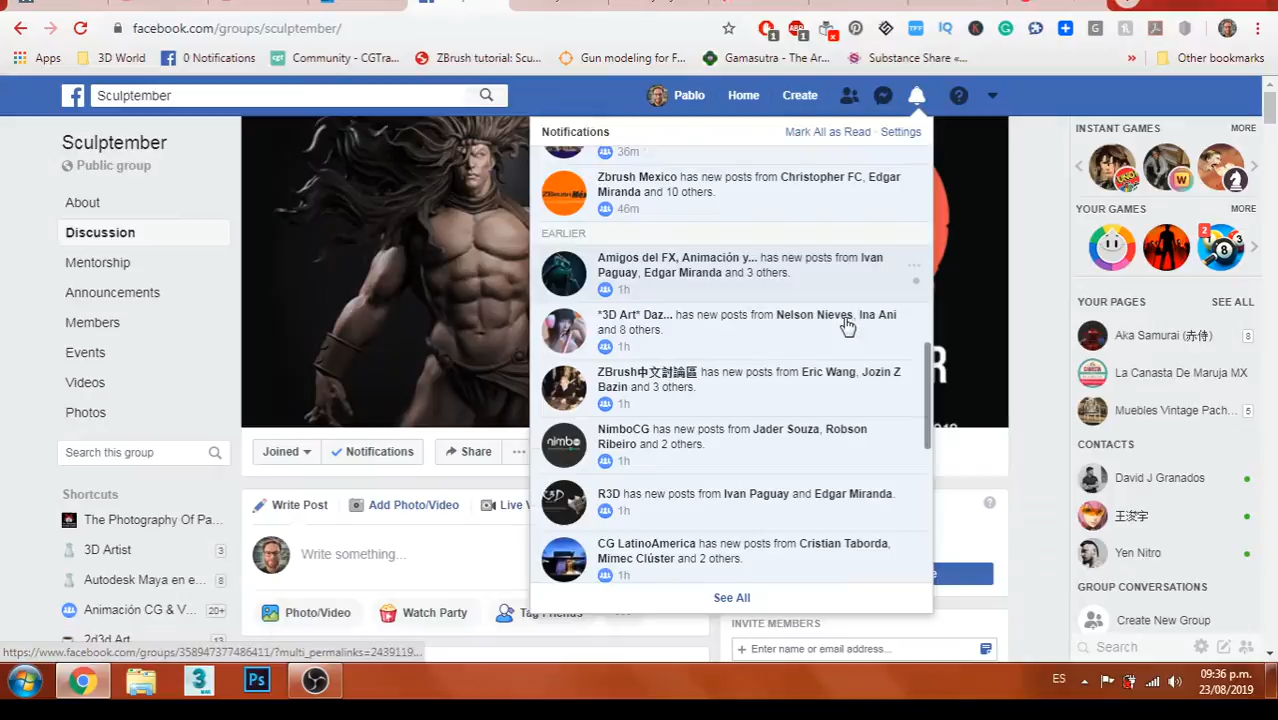 facebook.com/groups/sculptember/
Apps
3D World
0 Notifications
Community - CGTra...
ZBrush tutorial: Scu...
Gun modeling for F...
Gamasutra - The Ar...
Substance Share «...
»
Other bookmarks
Sculptember
Pablo
Home
Create
Sculptember
Public group
About
Discussion
Mentorship
Announcements
Members
Events
Videos
Photos
Search this group
Shortcuts
The Photography Of Pa...
3D Artist 3
Autodesk Maya en e... 8
Animación CG & V... 20+
2d3d Art 13
Joined
Notifications
Share
...
Write Post
Add Photo/Video
Live V
Write something...
Photo/Video
Watch Party
Tag Friends
Notifications
Mark All as Read · Settings
36m
Zbrush Mexico has new posts from Christopher FC, Edgar
Miranda and 10 others.
46m
EARLIER
Amigos del FX, Animación y... has new posts from Ivan
Paguay, Edgar Miranda and 3 others.
1h
*3D Art* Daz... has new posts from Nelson Nieves, Ina Ani
and 8 others.
1h
ZBrush中文討論區 has new posts from Eric Wang, Jozin Z
Bazin and 3 others.
1h
NimboCG has new posts from Jader Souza, Robson
Ribeiro and 2 others.
1h
R3D has new posts from Ivan Paguay and Edgar Miranda.
1h
CG LatinoAmerica has new posts from Cristian Taborda,
Mimec Clúster and 2 others.
1h
See All
INVITE MEMBERS
+ Enter name or email address...
INSTANT GAMES
MORE
YOUR GAMES
MORE
2
YOUR PAGES
SEE ALL
Aka Samurai (赤侍) 8
La Canasta De Maruja MX
Muebles Vintage Pach... 5
CONTACTS
David J Granados
王浚宇
Yen Nitro
GROUP CONVERSATIONS
Create New Group
Search
https://www.facebook.com/groups/358947377486411/?multi_permalinks=2439119...
ES
09:36 p.m.
23/08/2019